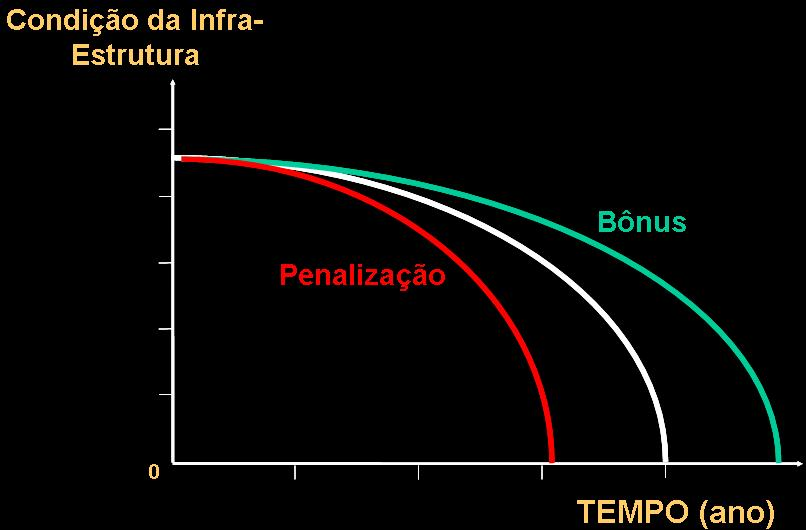 Condição da Infra-
Estrutura
Bônus
Penalização
0
TEMPO (ano)